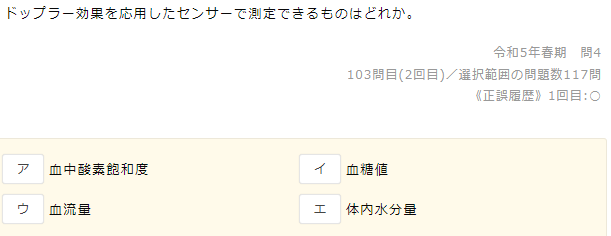 ドップラー効果を応用したセンサーで測定できるものはどれか。
令和5年春期　問4
103問目(2回目)／選択範囲の問題数117問
《正誤履歴》1回目:○
ア 血中酸素飽和度 イ 血糖値
ウ 血流量 エ 体内水分量